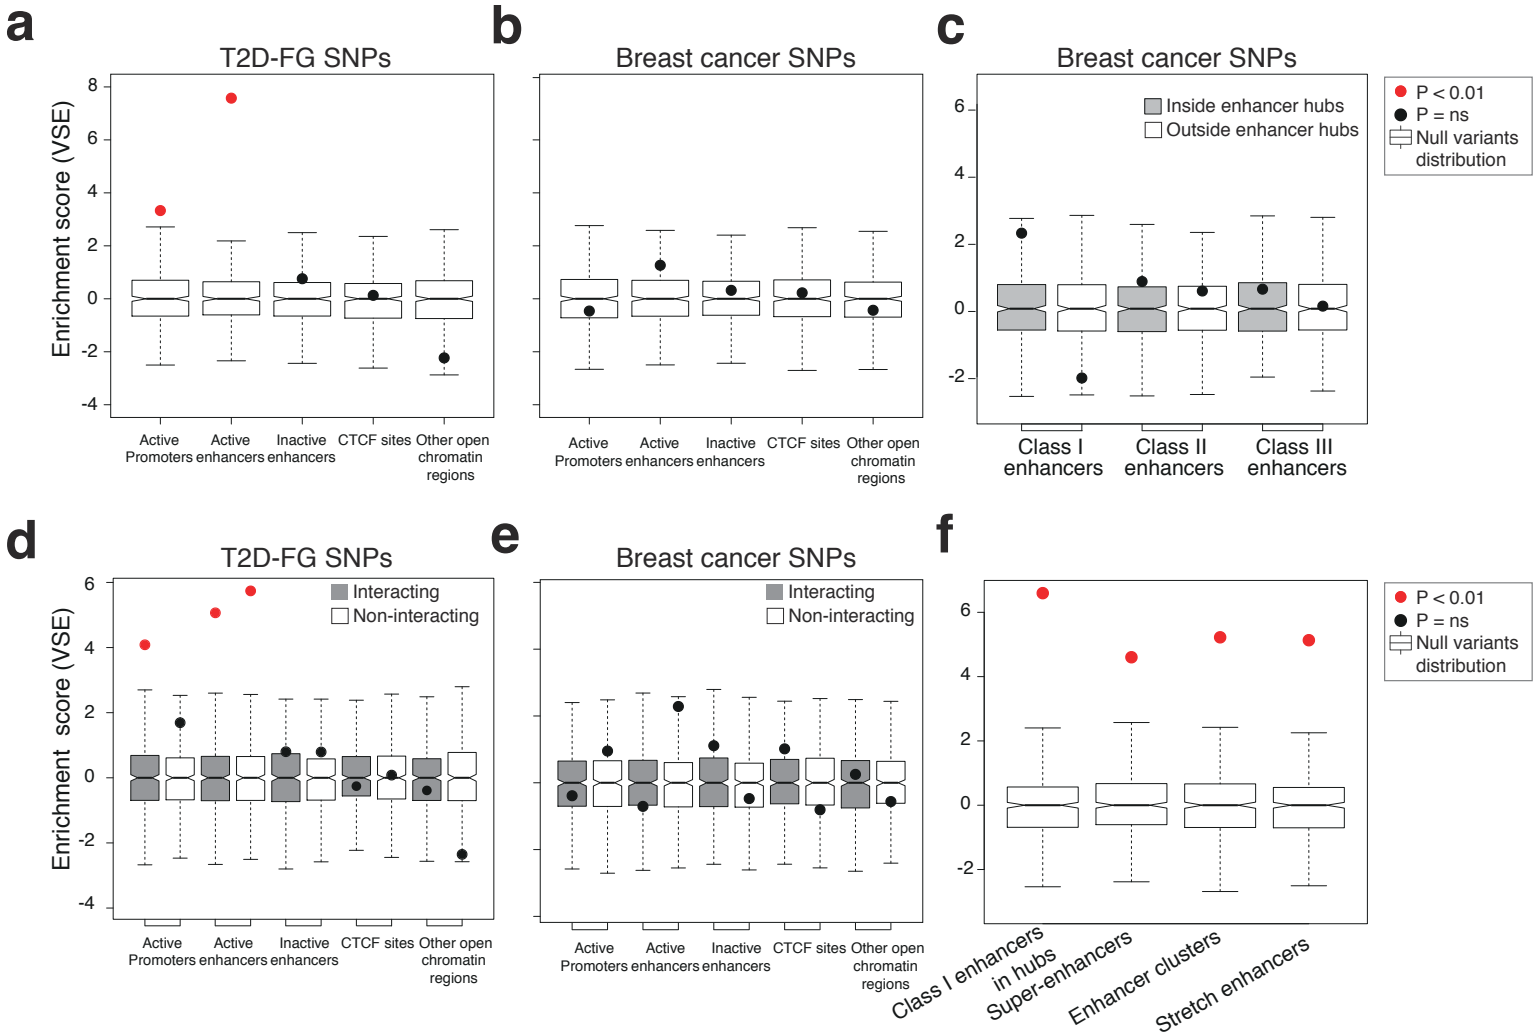 a
T2D-FG SNPs
Enrichment score (VSE)
8
6
4
2
0
-2
-4
Active
Promoters
Active
enhancers
Inactive
enhancers
CTCF sites
Other open
chromatin
regions
b
Breast cancer SNPs
Active
Promoters
Active
enhancers
Inactive
enhancers
CTCF sites
Other open
chromatin
regions
c
Breast cancer SNPs
Inside enhancer hubs
Outside enhancer hubs
6
4
2
0
-2
Class I
enhancers
Class II
enhancers
Class III
enhancers
P < 0.01
P = ns
Null variants
distribution
d
T2D-FG SNPs
Interacting
Non-interacting
Enrichment score (VSE)
6
4
2
0
-2
-4
Active
Promoters
Active
enhancers
Inactive
enhancers
CTCF sites
Other open
chromatin
regions
e
Breast cancer SNPs
Interacting
Non-interacting
Active
Promoters
Active
enhancers
Inactive
enhancers
CTCF sites
Other open
chromatin
regions
f
6
4
2
0
-2
Class I enhancers
in hubs
Super-enhancers
Enhancer clusters
Stretch enhancers
P < 0.01
P = ns
Null variants
distribution